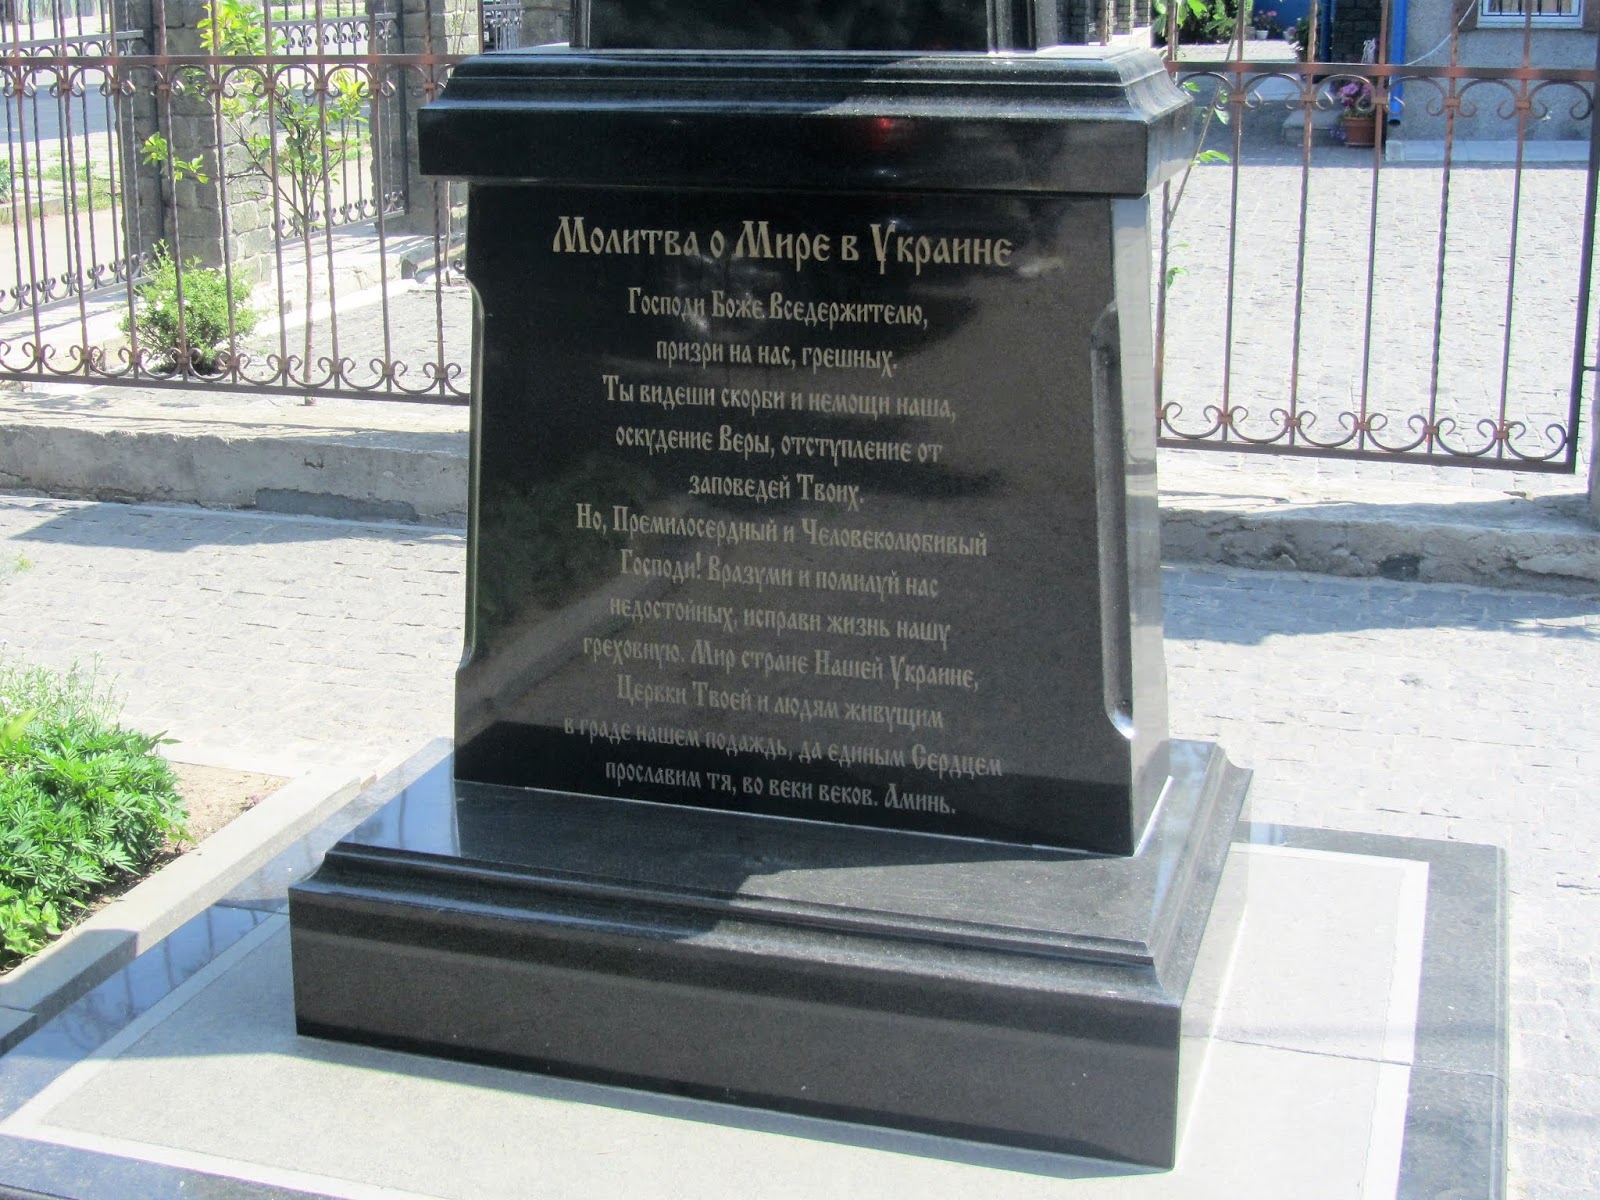 Молитва о Мире в Украине
Господи Боже Вседержителю,
призри на нас, грешных.
Ты видеши скорби и немощи наша,
оскудение Веры, отступление от
заповедей Твоих.
Но, Премилосердный и Человеколюбивый
Господи! Вразуми и помилуй нас
недостойных, исправи жизнь нашу
греховную. Мир стране Нашей Украине,
Церкви Твоей и людям живущим
в граде нашем подаждь, да единым Сердцем
прославим тя, во веки веков. Аминь.